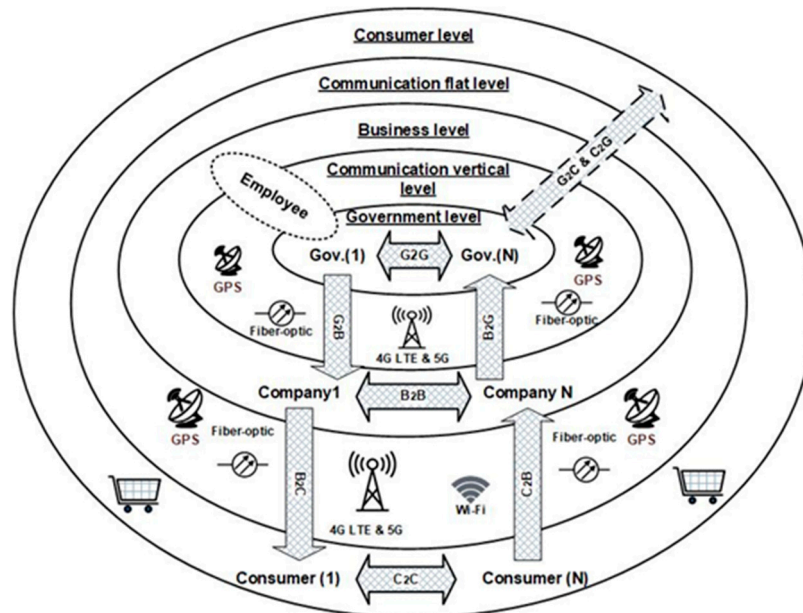 Consumer level
Communication flat level
Business level
Communication vertical
level
Government level
Employee
G2C & C2G
Gov.(1)
G2G
Gov.(N)
GPS
GPS
Fiber-optic
Fiber-optic
G2B
4G LTE & 5G
B2G
Company1
B2B
Company N
GPS
Fiber-optic
Fiber-optic
GPS
B2C
4G LTE & 5G
Wi-Fi
C2B
Consumer (1)
C2C
Consumer (N)